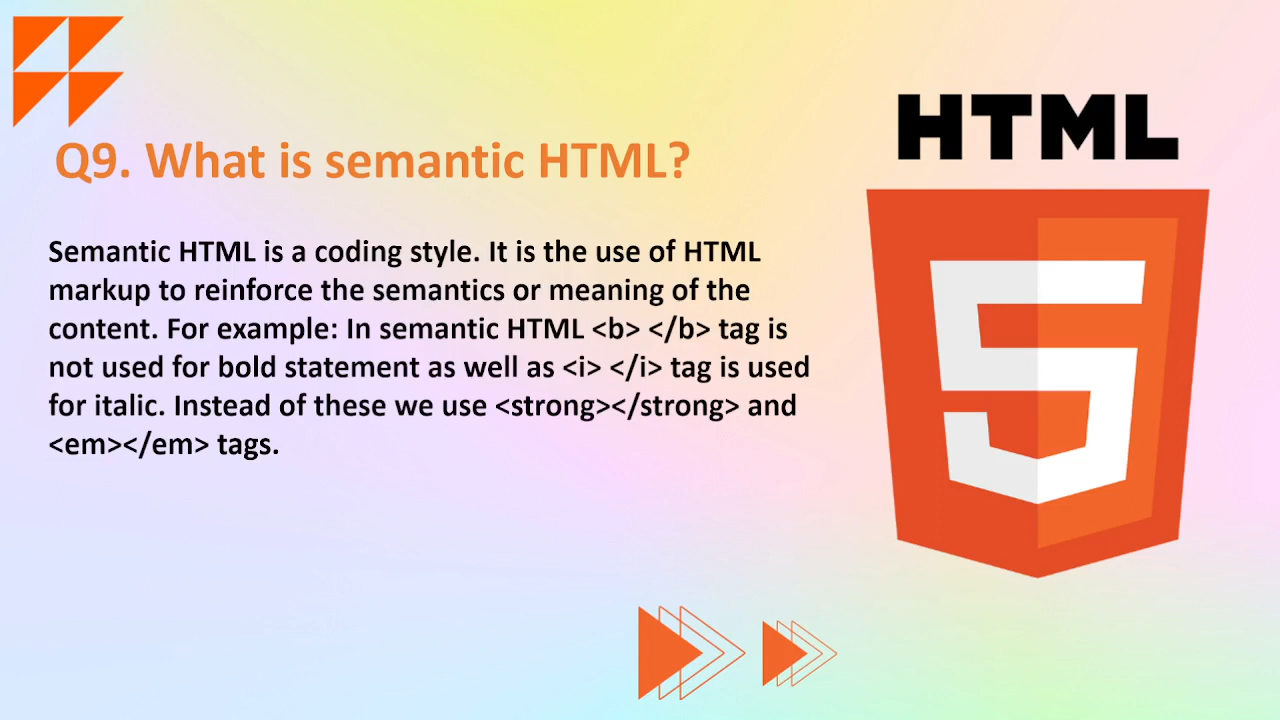 Q9. What is semantic HTML?
Semantic HTML is a coding style. It is the use of HTML
markup to reinforce the semantics or meaning of the
content. For example: In semantic HTML <b> </b> tag is
not used for bold statement as well as <i> </i> tag is used
for italic. Instead of these we use <strong></strong> and
<em></em> tags.
HTML
5